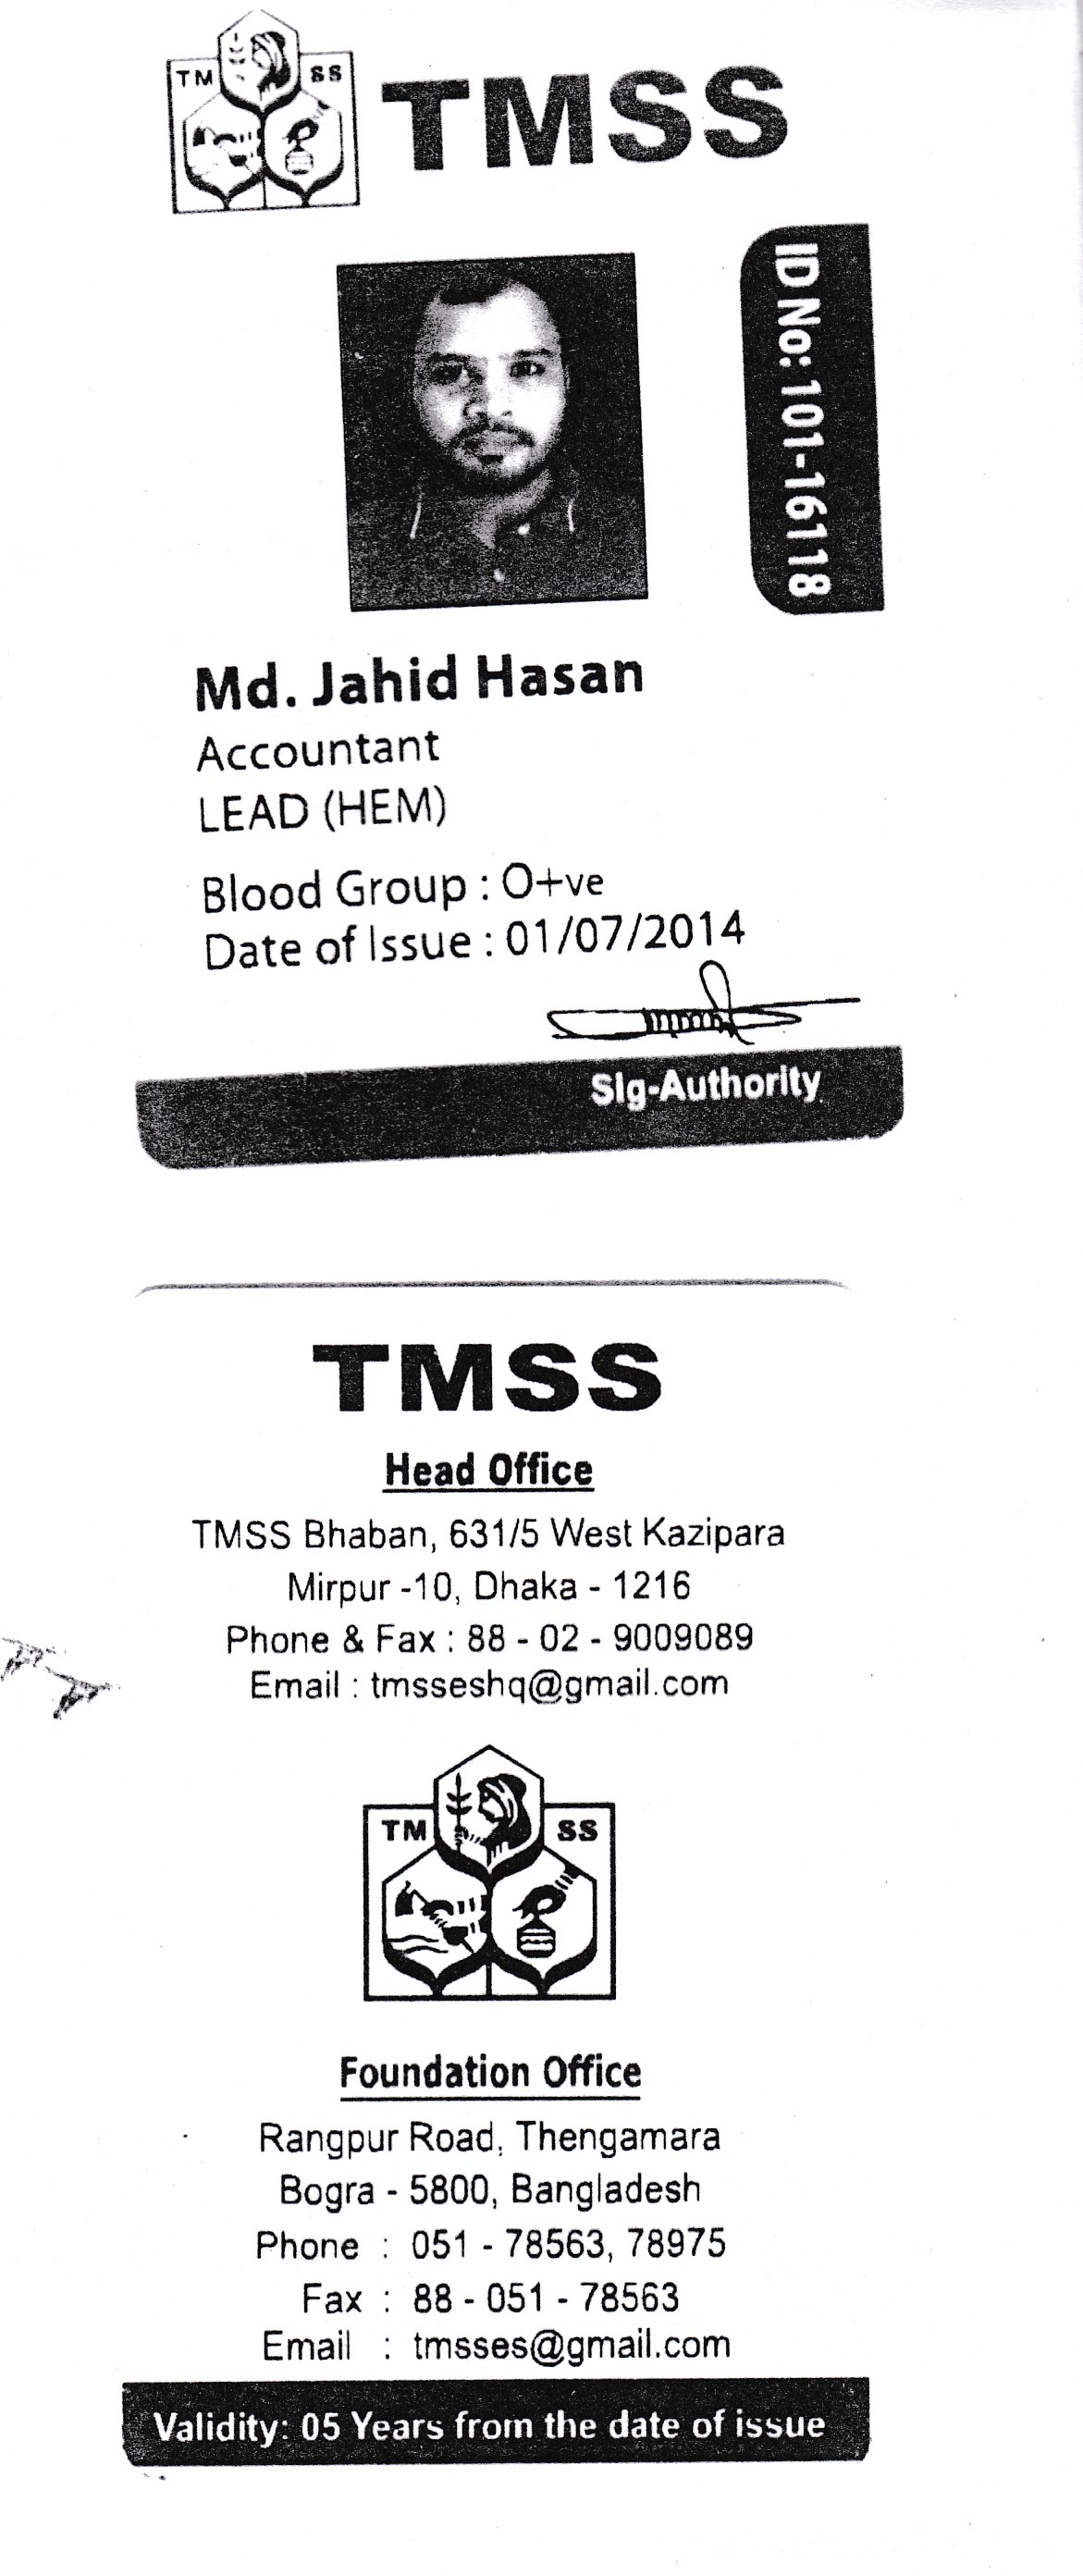 TM SS
TMSS
ID No: 101-16118
Md. Jahid Hasan
Accountant
LEAD (HEM)
Blood Group : O+ve
Date of Issue : 01/07/2014
Sig-Authority
TMSS
Head Office
TMSS Bhaban, 631/5 West Kazipara
Mirpur -10, Dhaka - 1216
Phone & Fax : 88 - 02 - 9009089
Email : tmsseshq@gmail.com
TM SS
Foundation Office
Rangpur Road, Thengamara
Bogra - 5800, Bangladesh
Phone : 051 - 78563, 78975
Fax : 88 - 051 - 78563
Email : tmsses@gmail.com
Validity: 05 Years from the date of issue